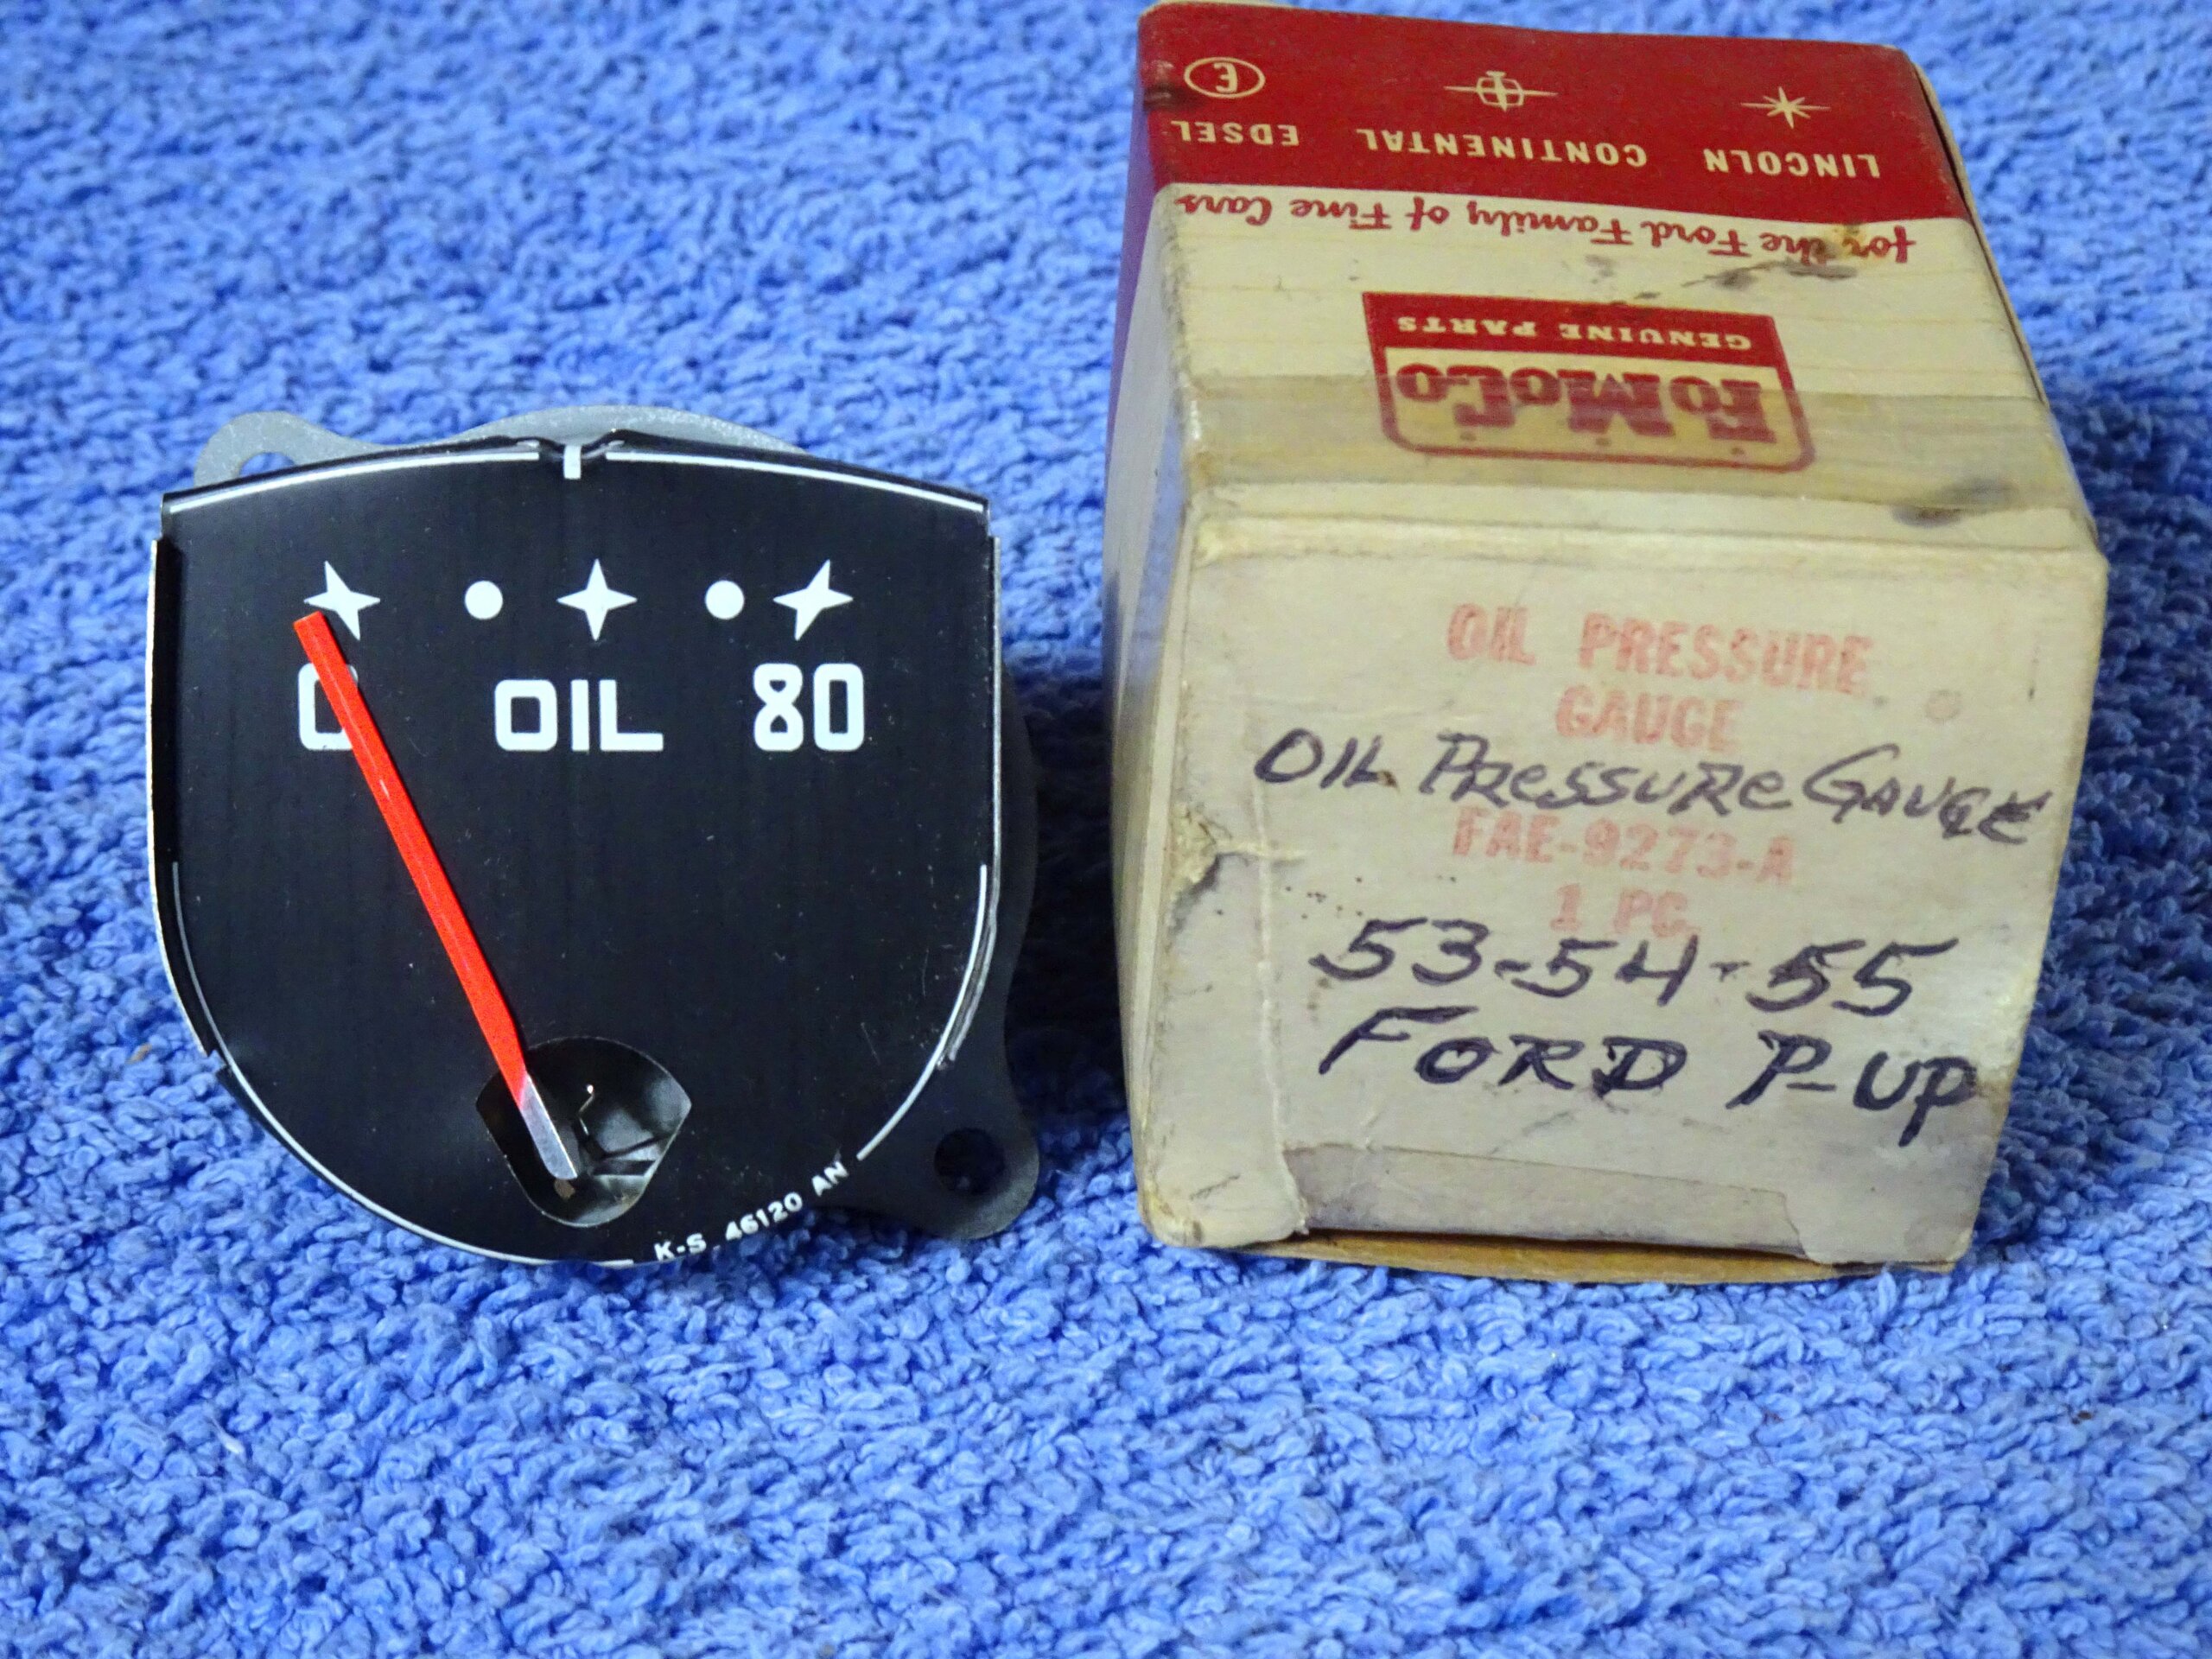 0 OIL 80
K-S 46120 AN
E
EDSEL CONTINENTAL LINCOLN
for the Ford Family of Fine Cars
GENUINE PARTS
FoMoCo
OIL PRESSURE
GAUGE
OIL PRESSURE GAUGE
FAE-9273-A
1 PC.
53-54-55
FORD P-UP